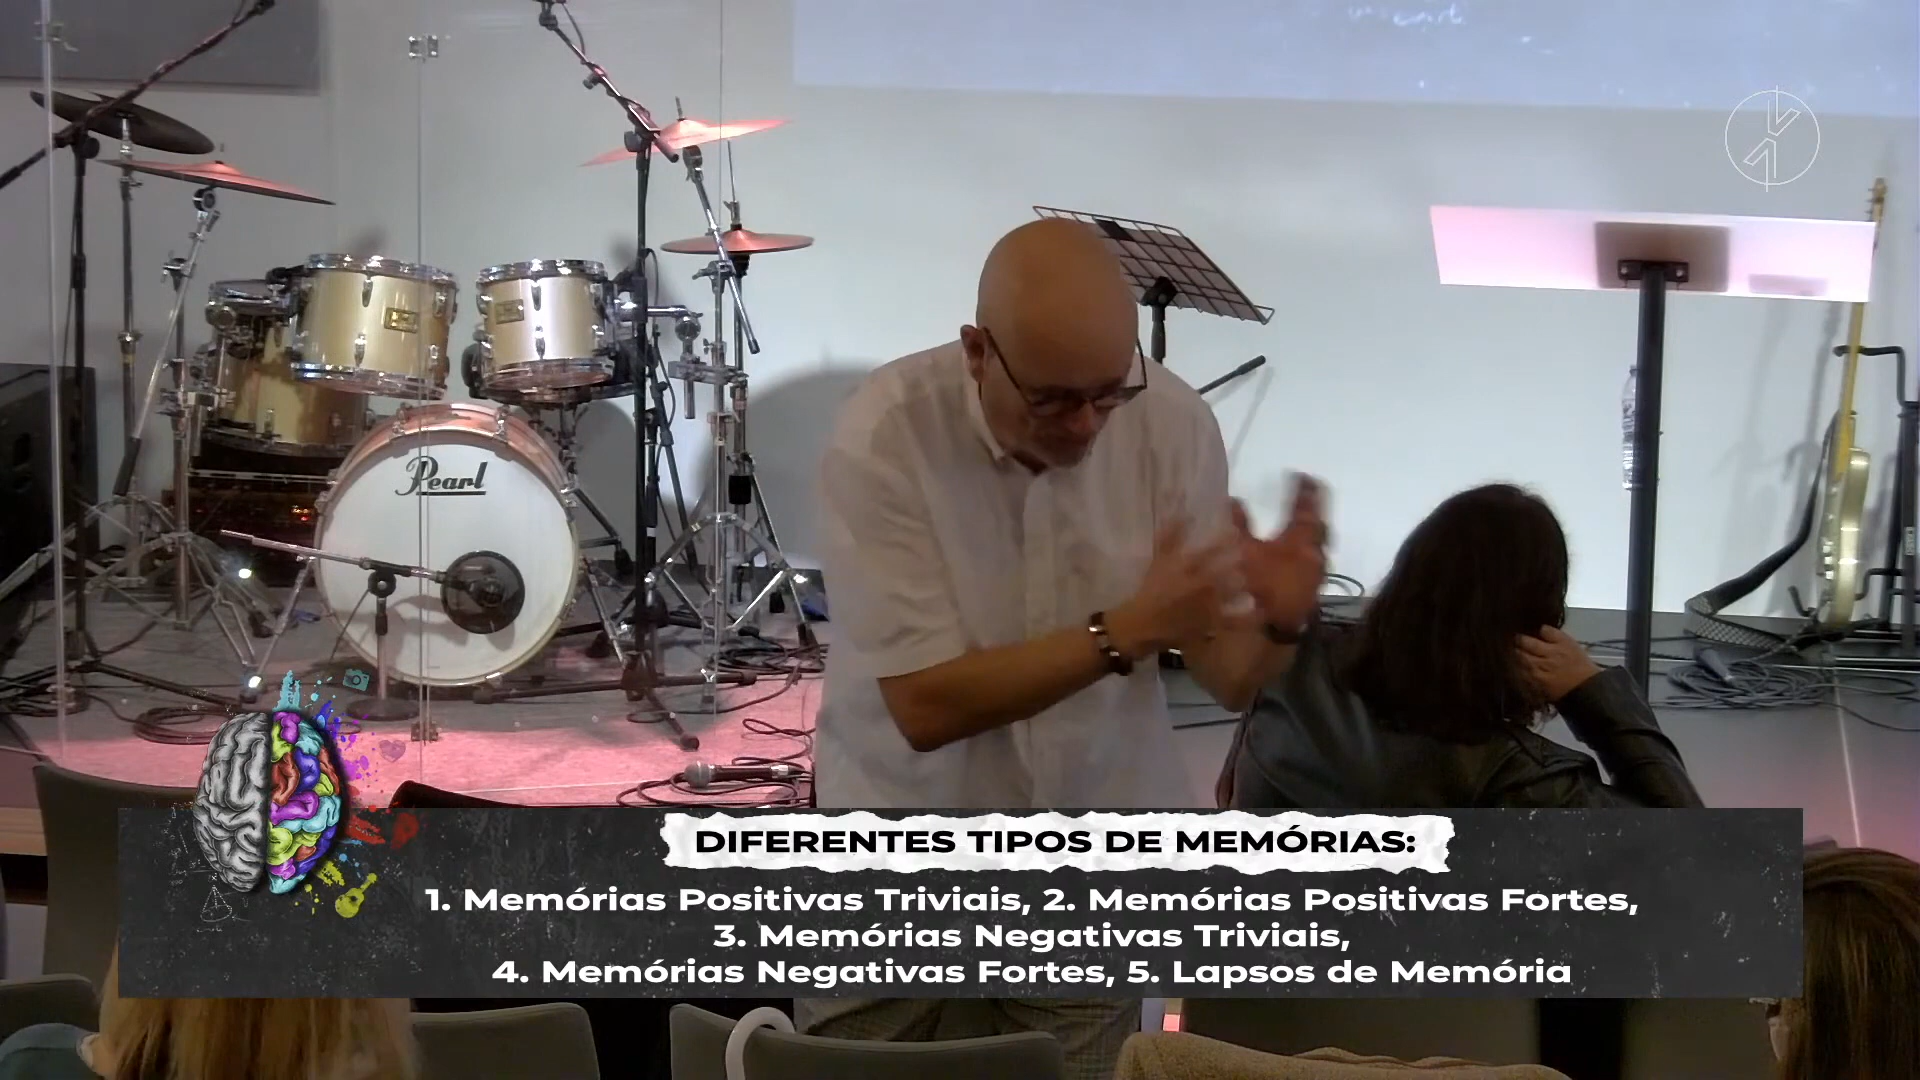 Pearl
DIFERENTES TIPOS DE MEMÓRIAS:
1. Memórias Positivas Triviais, 2. Memórias Positivas Fortes,
3. Memórias Negativas Triviais,
4. Memórias Negativas Fortes, 5. Lapsos de Memória